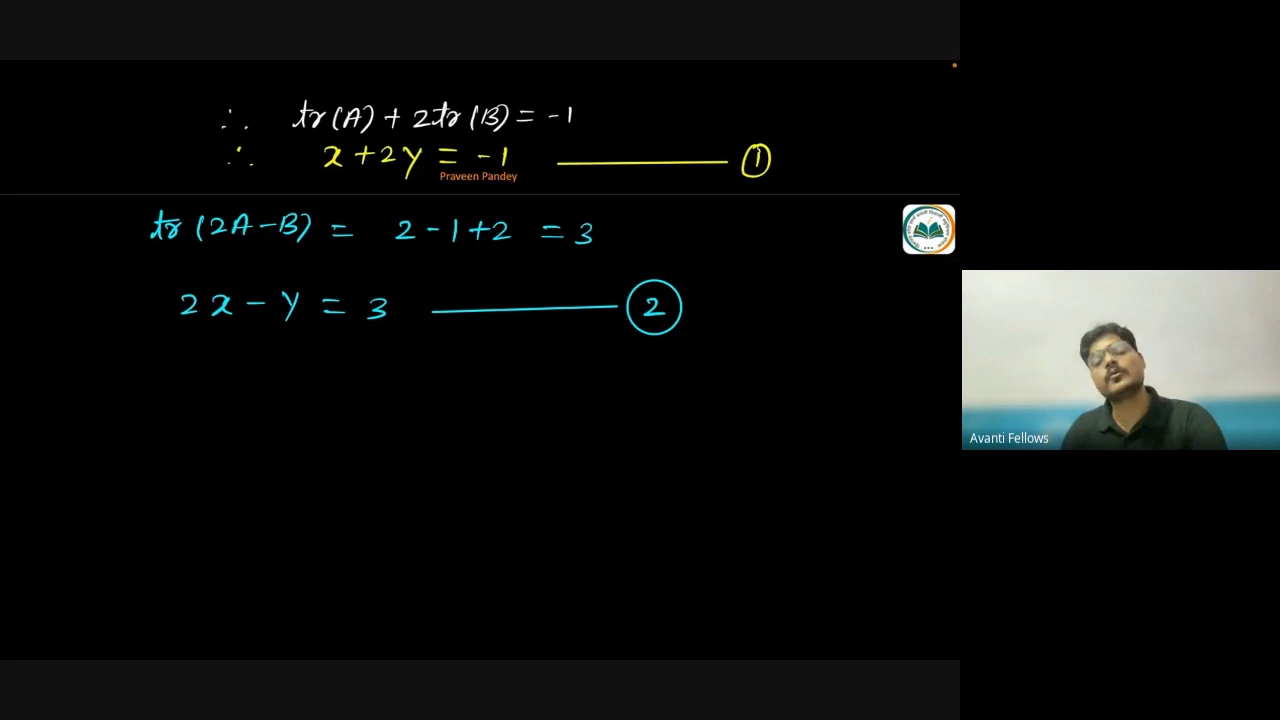 ∴ tr(A) + 2tr(B) = -1
∴ x + 2y = -1 ——— ①
Praveen Pandey
tr(2A-B) = 2-1+2 = 3
2x - y = 3 ——— ②
Avanti Fellows